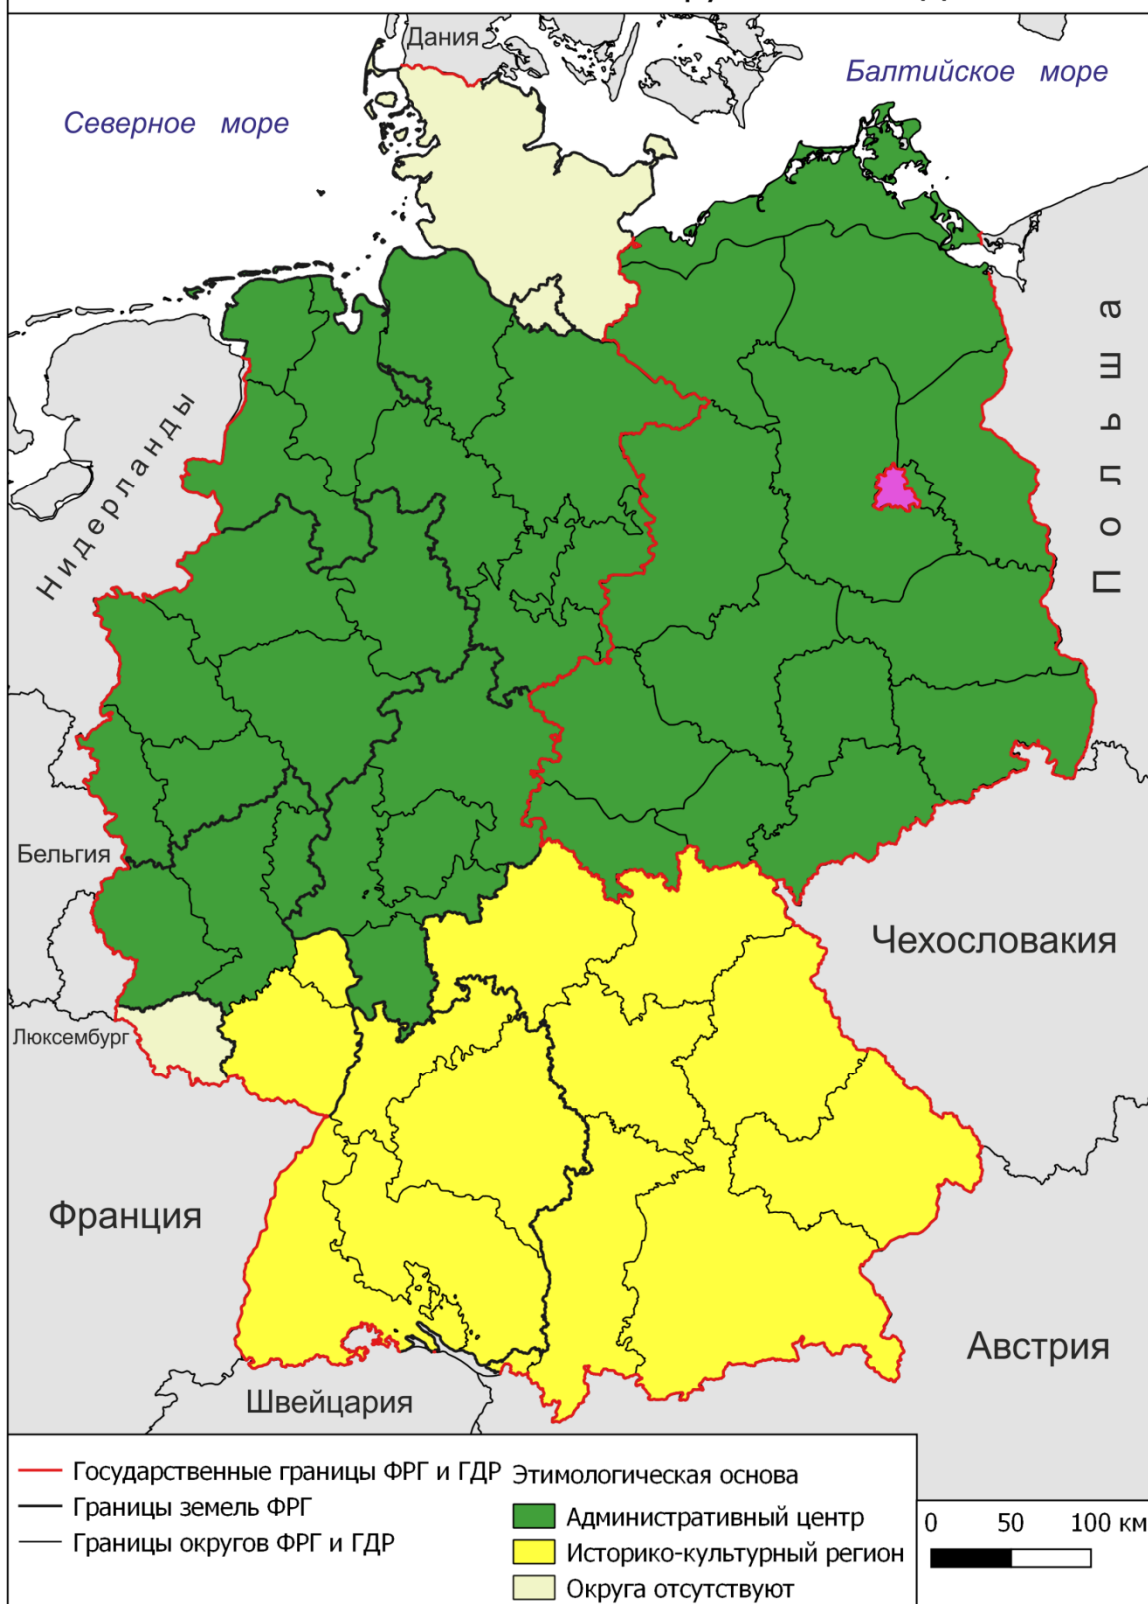 Дания
Балтийское море
Северное море
Нидерланды
Польша
Бельгия
Чехословакия
Люксембург
Франция
Австрия
Швейцария
Государственные границы ФРГ и ГДР
Границы земель ФРГ
Границы округов ФРГ и ГДР
Этимологическая основа
Административный центр
Историко-культурный регион
Округа отсутствуют
0 50 100 км